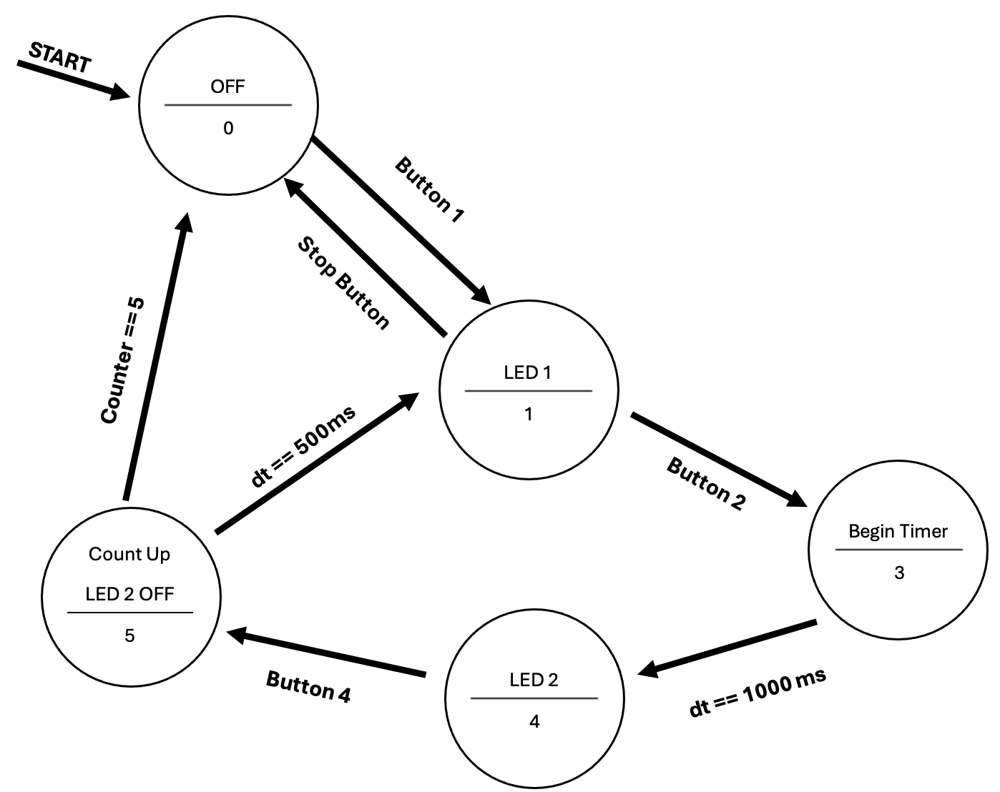 START
OFF
0
Button 1
Stop Button
Counter == 5
dt == 500ms
LED 1
1
Button 2
Begin Timer
3
Count Up
LED 2 OFF
5
Button 4
LED 2
4
dt == 1000 ms